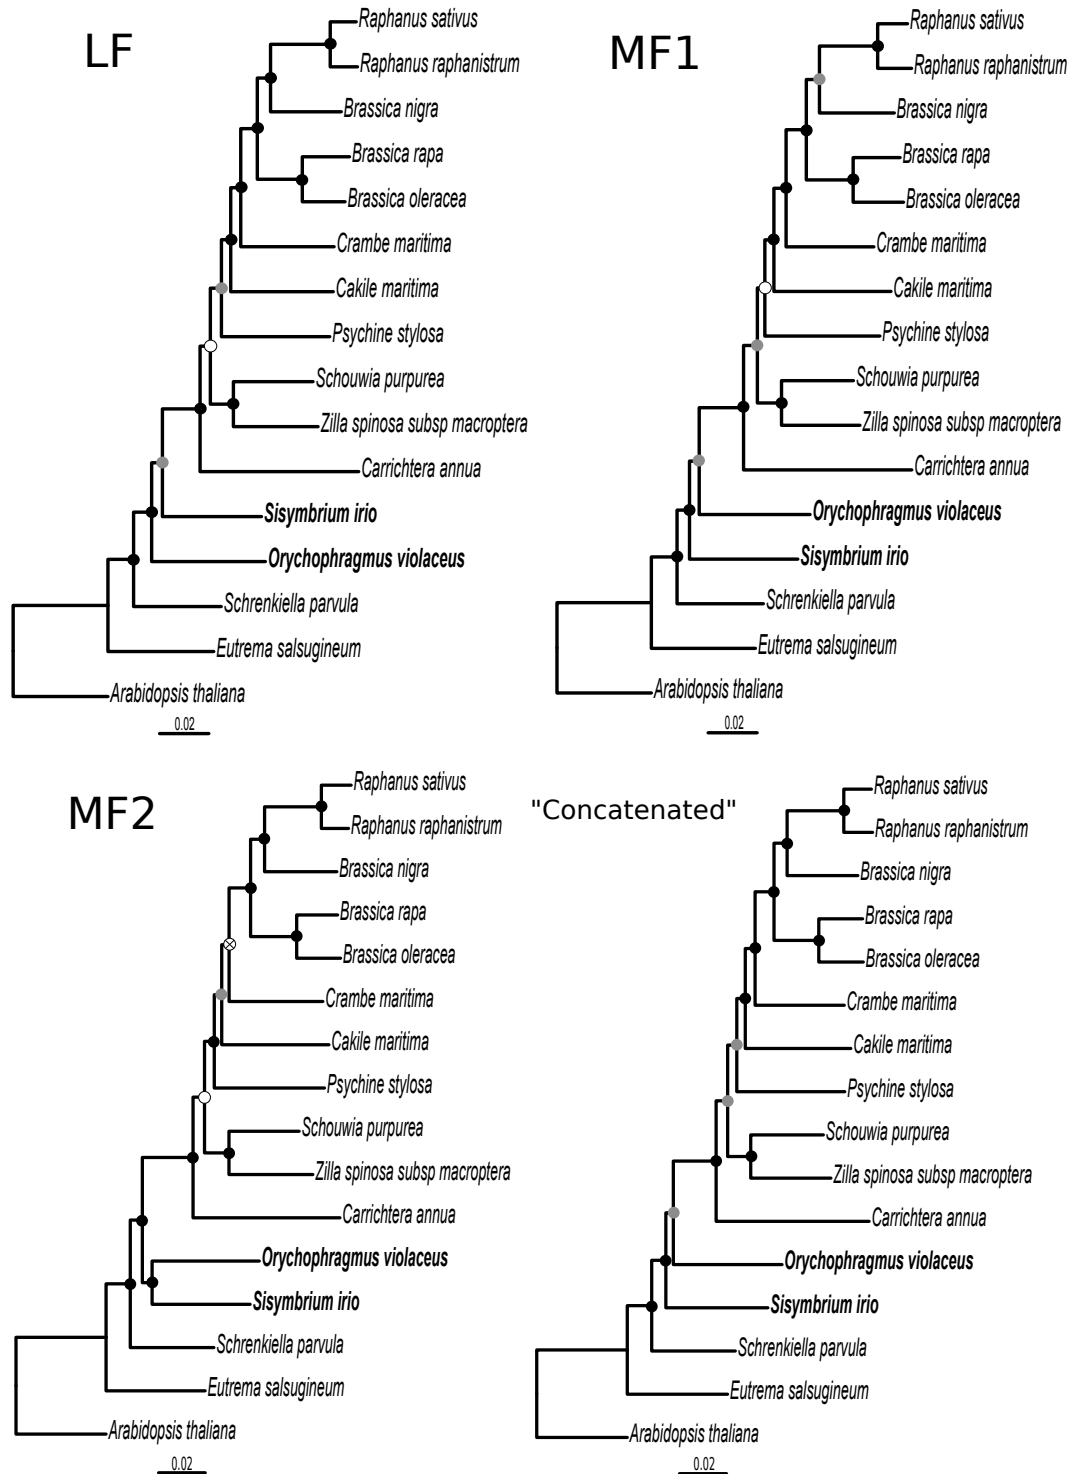 LF
Raphanus sativus
Raphanus raphanistrum
Brassica nigra
Brassica rapa
Brassica oleracea
Crambe maritima
Cakile maritima
Psychine stylosa
Schouwia purpurea
Zilla spinosa subsp macroptera
Carrichtera annua
Sisymbrium irio
Orychophragmus violaceus
Schrenkiella parvula
Eutrema salsugineum
Arabidopsis thaliana
0.02
MF1
Raphanus sativus
Raphanus raphanistrum
Brassica nigra
Brassica rapa
Brassica oleracea
Crambe maritima
Cakile maritima
Psychine stylosa
Schouwia purpurea
Zilla spinosa subsp macroptera
Carrichtera annua
Orychophragmus violaceus
Sisymbrium irio
Schrenkiella parvula
Eutrema salsugineum
Arabidopsis thaliana
0.02
MF2
Raphanus sativus
Raphanus raphanistrum
Brassica nigra
Brassica rapa
Brassica oleracea
Crambe maritima
Cakile maritima
Psychine stylosa
Schouwia purpurea
Zilla spinosa subsp macroptera
Carrichtera annua
Orychophragmus violaceus
Sisymbrium irio
Schrenkiella parvula
Eutrema salsugineum
Arabidopsis thaliana
0.02
"Concatenated"
Raphanus sativus
Raphanus raphanistrum
Brassica nigra
Brassica rapa
Brassica oleracea
Crambe maritima
Cakile maritima
Psychine stylosa
Schouwia purpurea
Zilla spinosa subsp macroptera
Carrichtera annua
Orychophragmus violaceus
Sisymbrium irio
Schrenkiella parvula
Eutrema salsugineum
Arabidopsis thaliana
0.02